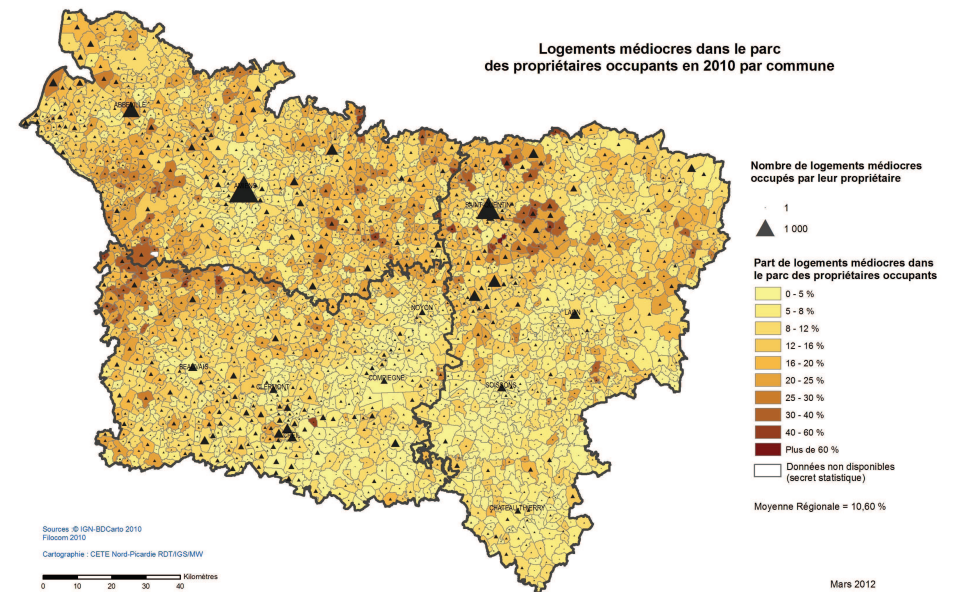 Logements médiocres dans le parc
des propriétaires occupants en 2010 par commune
ABBEVILLE
SAINT-QUENTIN
NOYON
LAON
BEAUVAIS
CLERMONT
COMPIEGNE
SOISSONS
CHATEAU-THIERRY
Nombre de logements médiocres
occupés par leur propriétaire
1
1 000
Part de logements médiocres dans
le parc des propriétaires occupants
0 - 5 %
5 - 8 %
8 - 12 %
12 - 16 %
16 - 20 %
20 - 25 %
25 - 30 %
30 - 40 %
40 - 60 %
Plus de 60 %
Données non disponibles
(secret statistique)
Moyenne Régionale = 10,60 %
Sources :© IGN-BDCarto 2010
Filocom 2010
Cartographie : CETE Nord-Picardie RDT/IGS/MW
Kilomètres
0 10 20 30 40
Mars 2012